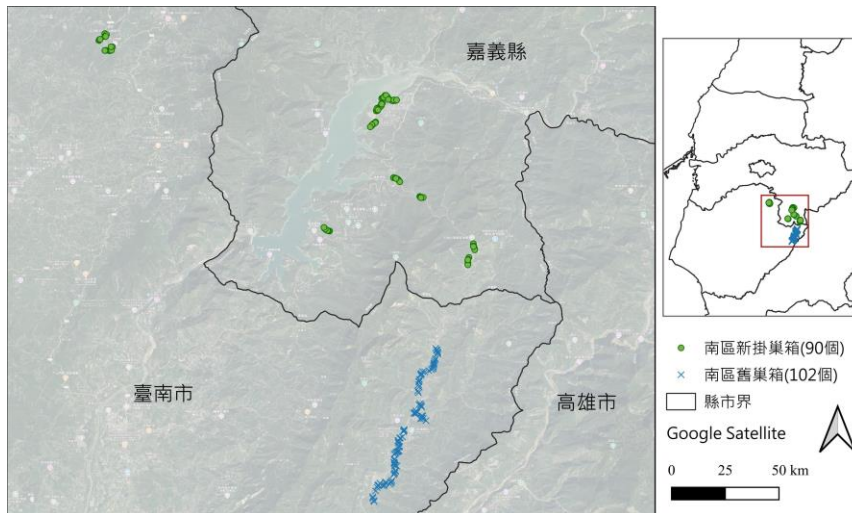 嘉義縣
臺南市
高雄市
南區新掛巢箱(90個)
南區舊巢箱(102個)
縣市界
Google Satellite
0 25 50 km